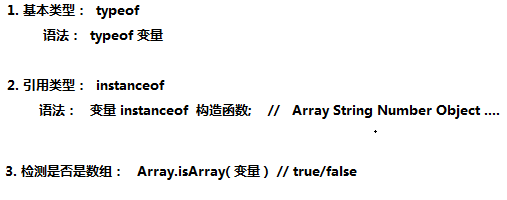 1. 基本类型： typeof
语法： typeof 变量
2. 引用类型： instanceof
语法： 变量 instanceof 构造函数; // Array String Number Object ....
3. 检测是否是数组： Array.isArray( 变量 ) // true/false